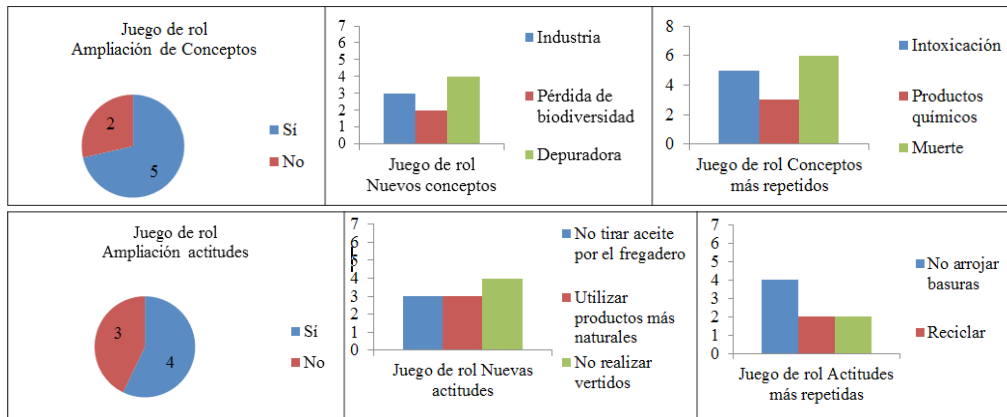 Juego de rol
Ampliación de Conceptos
2
5
Sí
No
7
6
5
4
3
2
1
0
Juego de rol
Nuevos conceptos
Industria
Pérdida de
biodiversidad
Depuradora
8
6
4
2
0
Juego de rol Conceptos
más repetidos
Intoxicación
Productos
químicos
Muerte
Juego de rol
Ampliación actitudes
3
4
Sí
No
7
6
5
4
3
2
1
0
Juego de rol Nuevas
actitudes
No tirar aceite
por el fregadero
Utilizar
productos más
naturales
No realizar
vertidos
7
6
5
4
3
2
1
0
Juego de rol Actitudes
más repetidas
No arrojar
basuras
Reciclar